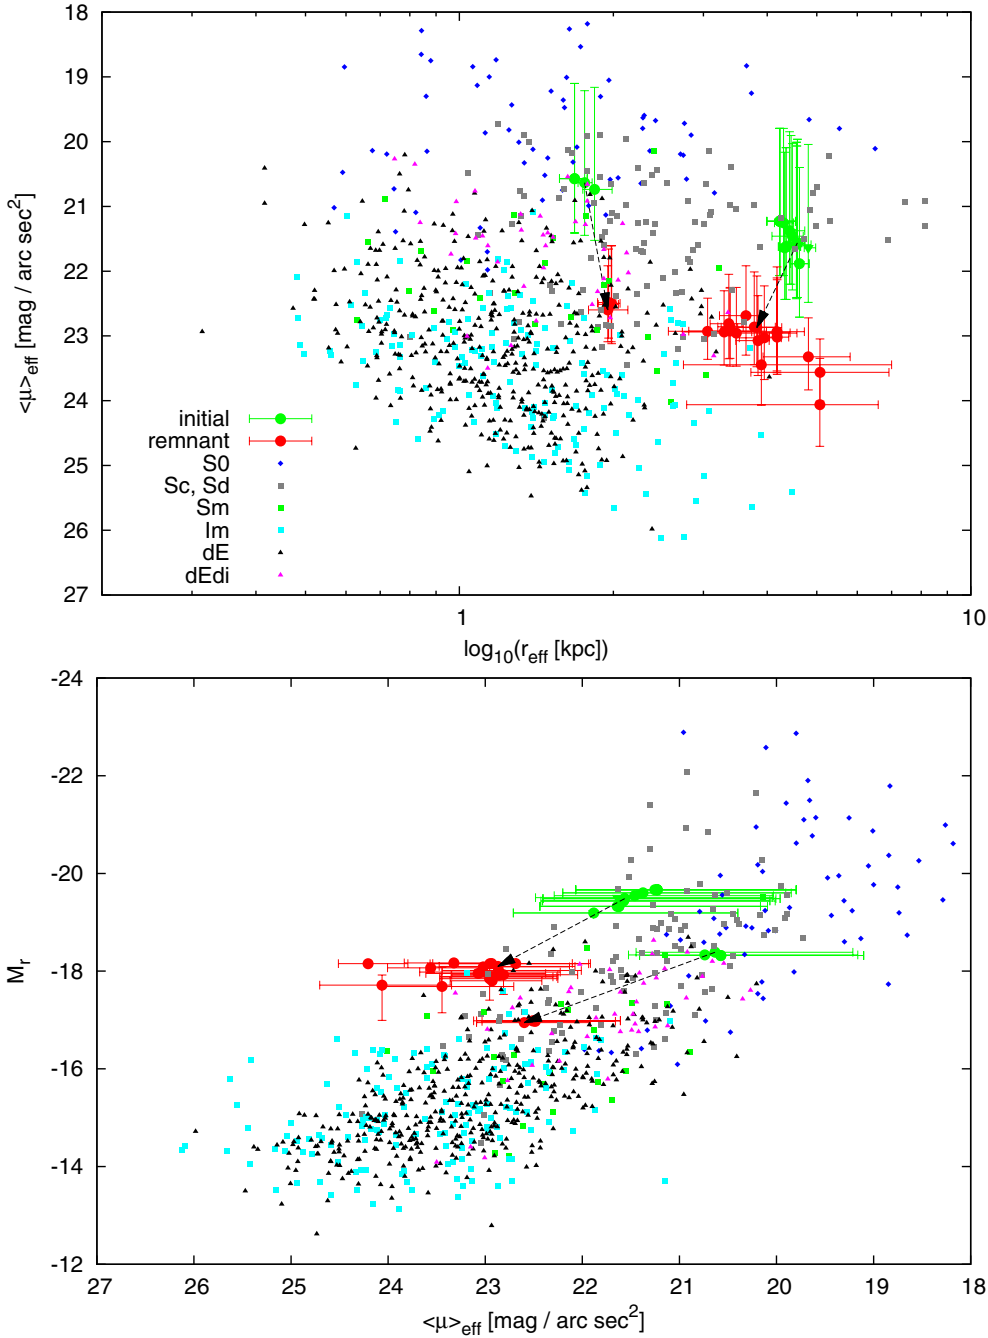 18
19
20
21
22
23
24
25
26
27
<μ>eff [mag / arc sec2]
initial
remnant
S0
Sc, Sd
Sm
Im
dE
dEdi
1 10
log10(reff [kpc])
-24
-22
-20
-18
-16
-14
-12
Mr
27 26 25 24 23 22 21 20 19 18
<μ>eff [mag / arc sec2]